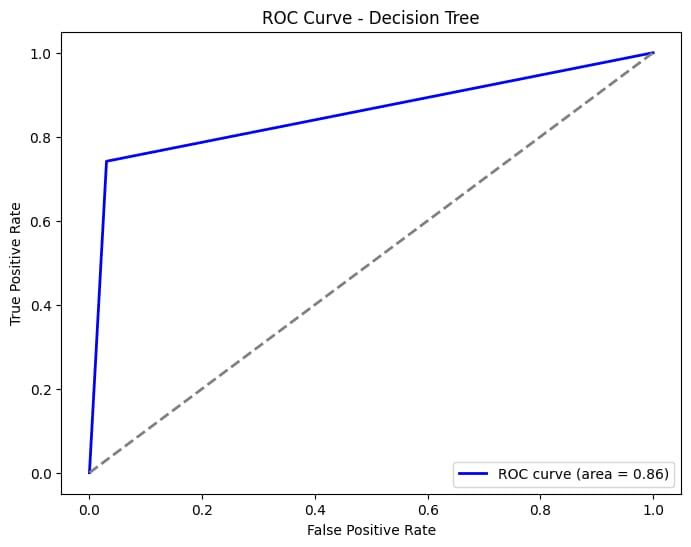 ROC Curve - Decision Tree
1.0
0.8
0.6
0.4
0.2
0.0
True Positive Rate
ROC curve (area = 0.86)
0.0 0.2 0.4 0.6 0.8 1.0
False Positive Rate